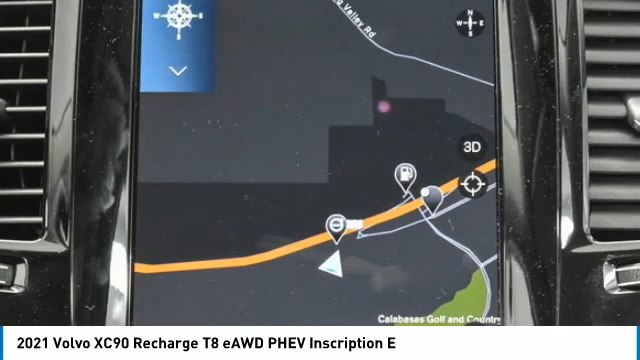 N
W E
S
Valley Rd
N
W E
S
3D
Calabasas Golf and Country
2021 Volvo XC90 Recharge T8 eAWD PHEV Inscription E